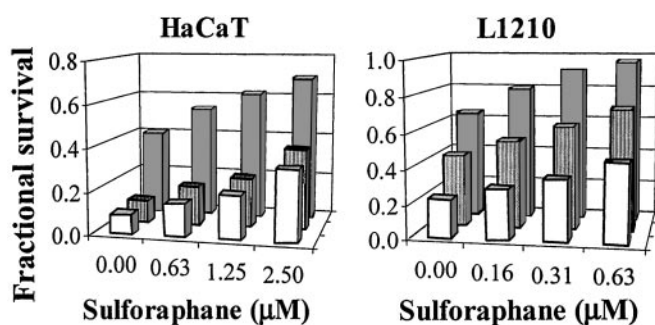 HaCaT
L1210
Fractional survival
0.8
0.6
0.4
0.2
0.0
1.0
0.8
0.6
0.4
0.2
0.0
0.00 0.63 1.25 2.50
0.00 0.16 0.31 0.63
Sulforaphane (μM)
Sulforaphane (μM)